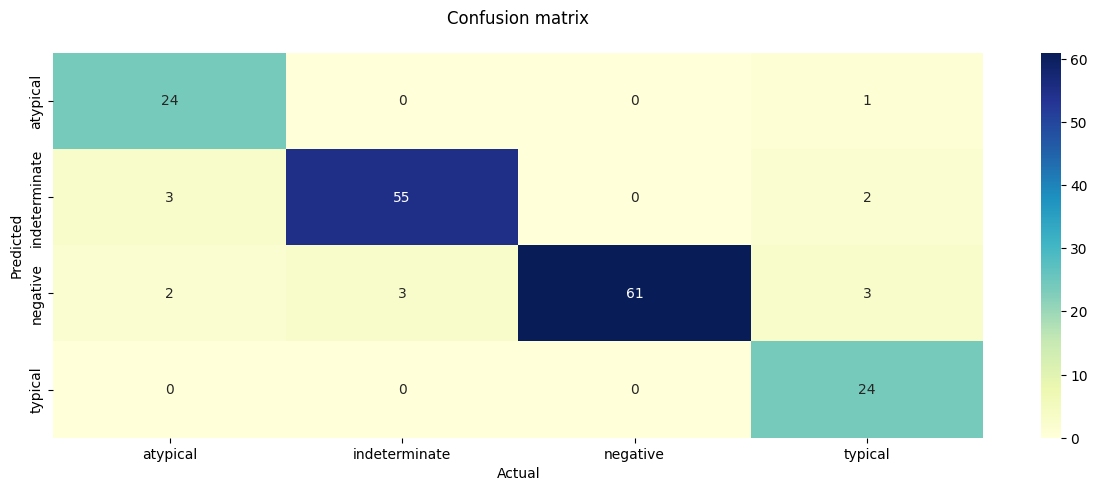 Confusion matrix
Predicted
atypical
24 0 0 1
indeterminate
3 55 0 2
negative
2 3 61 3
typical
0 0 0 24
atypical indeterminate negative typical
Actual
60
50
40
30
20
10
0